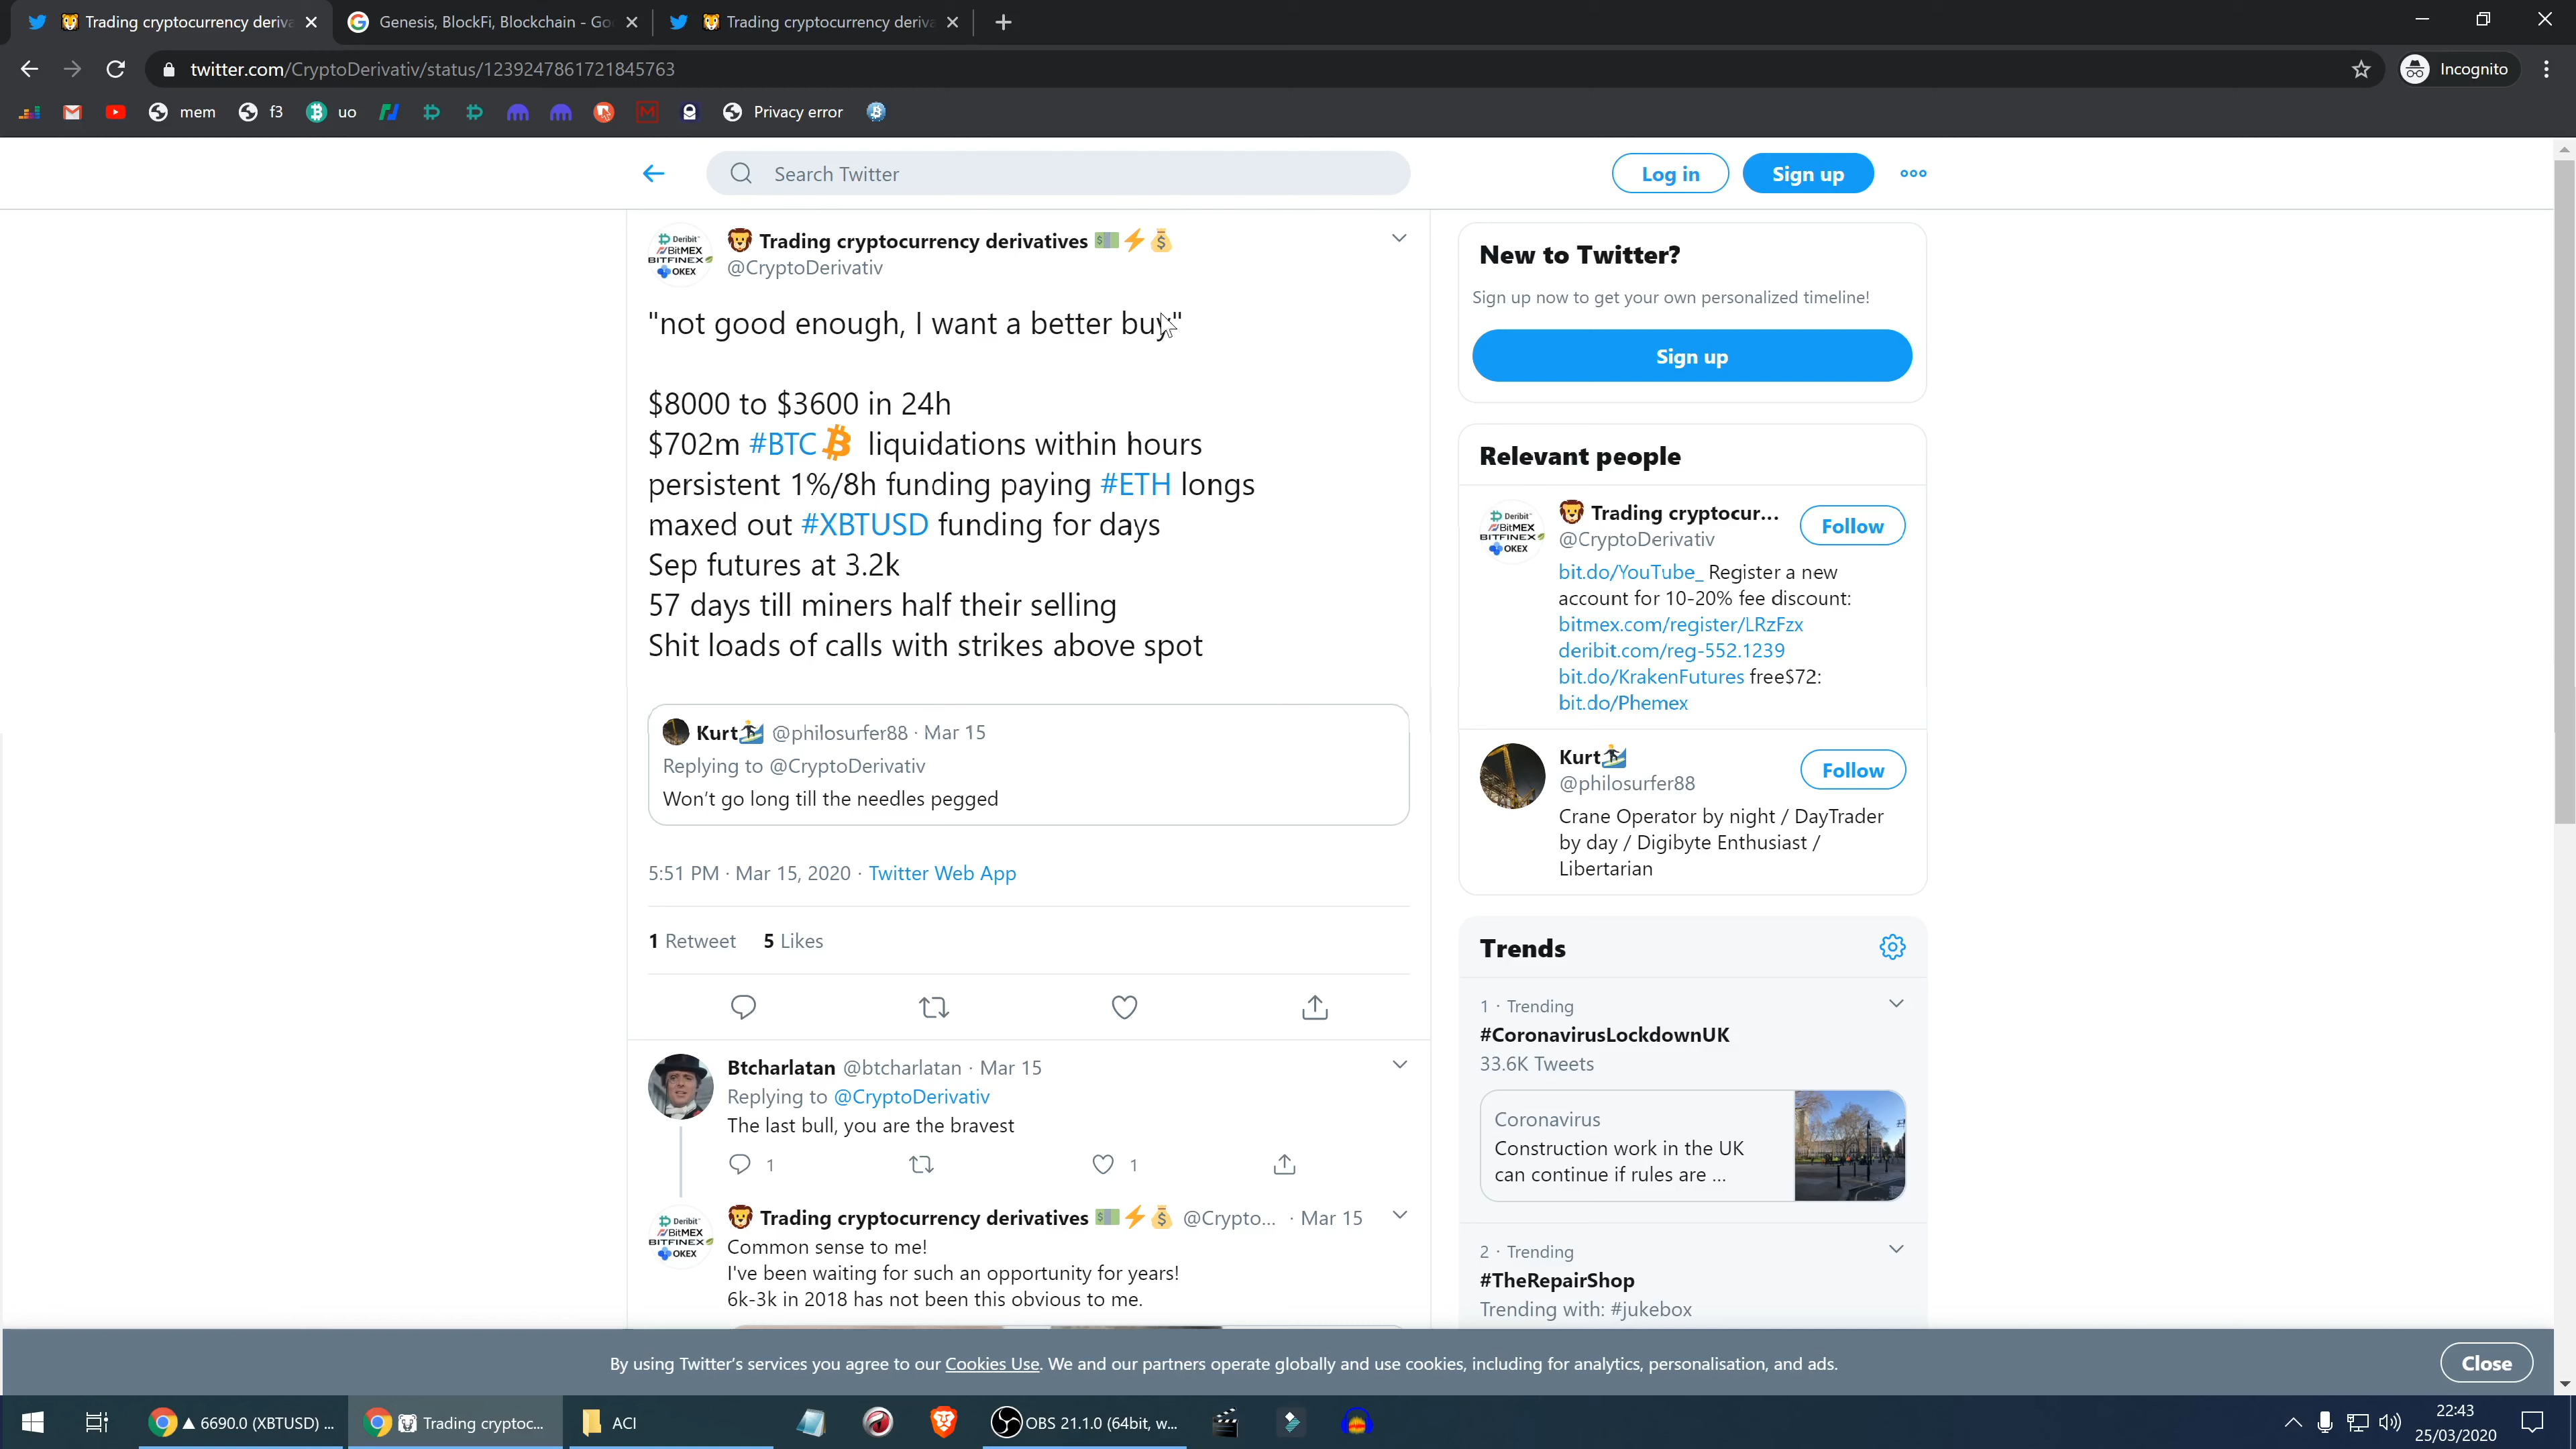 Trading cryptocurrency deriva
Genesis, BlockFi, Blockchain - Go
Trading cryptocurrency deriva
twitter.com/CryptoDerivativ/status/1239247861721845763
Incognito
mem
f3
uo
Privacy error
Search Twitter
Log in
Sign up
🦁 Trading cryptocurrency derivatives 💵⚡💰
@CryptoDerivativ
"not good enough, I want a better buy"
$8000 to $3600 in 24h
$702m #BTC liquidations within hours
persistent 1%/8h funding paying #ETH longs
maxed out #XBTUSD funding for days
Sep futures at 3.2k
57 days till miners half their selling
Shit loads of calls with strikes above spot
Kurt🏄 @philosurfer88 · Mar 15
Replying to @CryptoDerivativ
Won't go long till the needles pegged
5:51 PM · Mar 15, 2020 · Twitter Web App
1 Retweet 5 Likes
Btcharlatan @btcharlatan · Mar 15
Replying to @CryptoDerivativ
The last bull, you are the bravest
1 1
🦁 Trading cryptocurrency derivatives 💵⚡💰 @Crypto... · Mar 15
Common sense to me!
I've been waiting for such an opportunity for years!
6k-3k in 2018 has not been this obvious to me.
New to Twitter?
Sign up now to get your own personalized timeline!
Sign up
Relevant people
Deribit
BitMEX
BITFINEX
OKEX
🦁 Trading cryptocur...
@CryptoDerivativ
Follow
bit.do/YouTube_ Register a new
account for 10-20% fee discount:
bitmex.com/register/LRzFzx
deribit.com/reg-552.1239
bit.do/KrakenFutures free$72:
bit.do/Phemex
Kurt🏄
@philosurfer88
Follow
Crane Operator by night / DayTrader
by day / Digibyte Enthusiast /
Libertarian
Trends
1 · Trending
#CoronavirusLockdownUK
33.6K Tweets
Coronavirus
Construction work in the UK
can continue if rules are ...
2 · Trending
#TheRepairShop
Trending with: #jukebox
By using Twitter's services you agree to our Cookies Use. We and our partners operate globally and use cookies, including for analytics, personalisation, and ads.
Close
▲ 6690.0 (XBTUSD) ...
Trading cryptoc...
ACI
OBS 21.1.0 (64bit, w...
22:43
25/03/2020